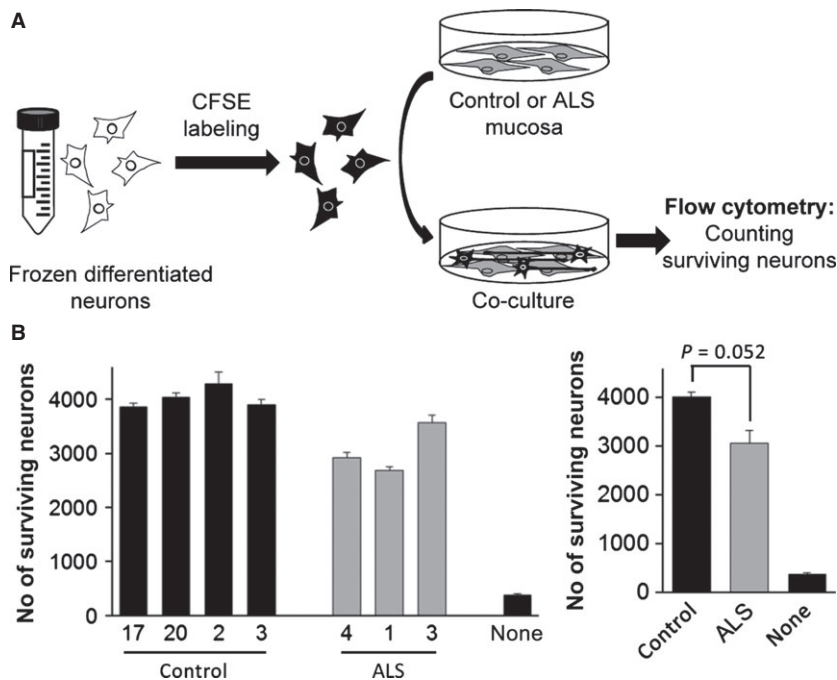 A
CFSE
labeling
Frozen differentiated
neurons
Control or ALS
mucosa
Co-culture
Flow cytometry:
Counting
surviving neurons
B
No of surviving neurons
4000
3000
2000
1000
0
17 20 2 3 4 1 3 None
Control ALS
P = 0.052
No of surviving neurons
4000
3000
2000
1000
0
Control ALS None